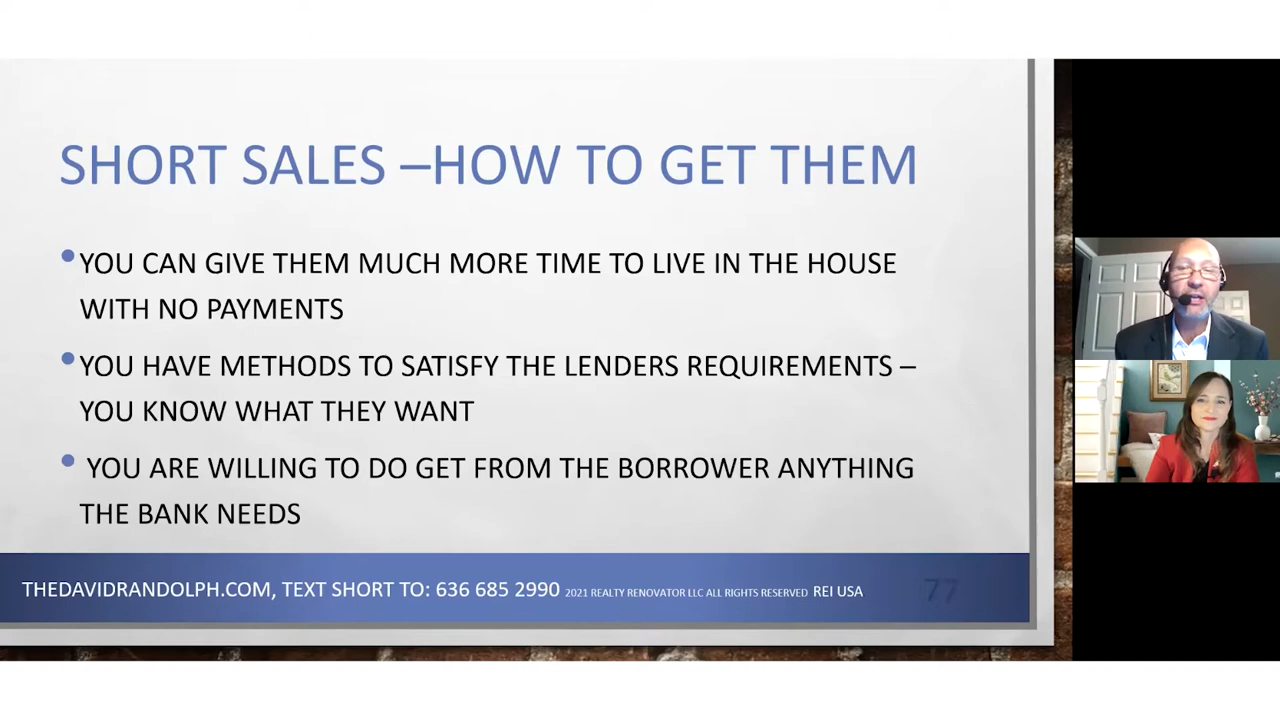 SHORT SALES –HOW TO GET THEM
•YOU CAN GIVE THEM MUCH MORE TIME TO LIVE IN THE HOUSE
WITH NO PAYMENTS
•YOU HAVE METHODS TO SATISFY THE LENDERS REQUIREMENTS –
YOU KNOW WHAT THEY WANT
• YOU ARE WILLING TO DO GET FROM THE BORROWER ANYTHING
THE BANK NEEDS
THEDAVIDRANDOLPH.COM, TEXT SHORT TO: 636 685 2990 2021 REALTY RENOVATOR LLC ALL RIGHTS RESERVED REI USA 77